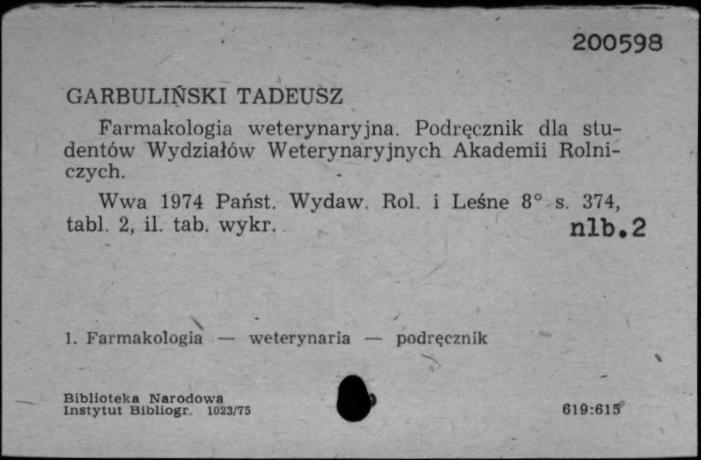 200598
GARBULIŃSKI TADEUSZ
Farmakologia weterynaryjna. Podręcznik dla stu-
dentów Wydziałów Weterynaryjnych Akademii Rolni-
czych.
Wwa 1974 Państ. Wydaw. Rol. i Leśne 8° s. 374,
tabl. 2, il. tab. wykr.
nlb.2
1. Farmakologia — weterynaria — podręcznik
Biblioteka Narodowa
Instytut Bibliogr. 1023/75
619:615